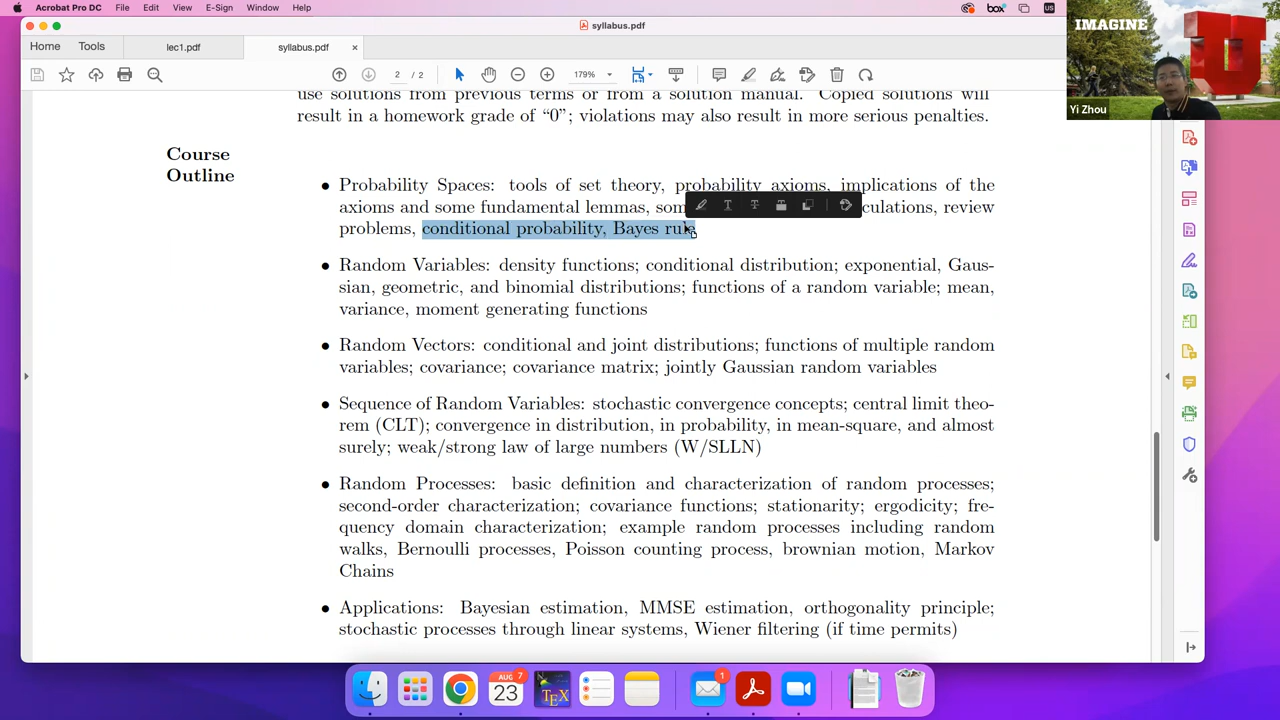 Acrobat Pro DC File Edit View E-Sign Window Help
box
US
syllabus.pdf
Home Tools lec1.pdf syllabus.pdf ×
2 / 2 179%
IMAGINE
U
Yi Zhou
use solutions from previous terms or from a solution manual. Copied solutions will
result in a homework grade of “0”; violations may also result in more serious penalties.
Course
Outline
• Probability Spaces: tools of set theory, probability axioms, implications of the
axioms and some fundamental lemmas, culations, review
problems, conditional probability, Bayes rule
• Random Variables: density functions; conditional distribution; exponential, Gaus-
sian, geometric, and binomial distributions; functions of a random variable; mean,
variance, moment generating functions
• Random Vectors: conditional and joint distributions; functions of multiple random
variables; covariance; covariance matrix; jointly Gaussian random variables
• Sequence of Random Variables: stochastic convergence concepts; central limit theo-
rem (CLT); convergence in distribution, in probability, in mean-square, and almost
surely; weak/strong law of large numbers (W/SLLN)
• Random Processes: basic definition and characterization of random processes;
second-order characterization; covariance functions; stationarity; ergodicity; fre-
quency domain characterization; example random processes including random
walks, Bernoulli processes, Poisson counting process, brownian motion, Markov
Chains
• Applications: Bayesian estimation, MMSE estimation, orthogonality principle;
stochastic processes through linear systems, Wiener filtering (if time permits)
AUG 7
23
TEX
1